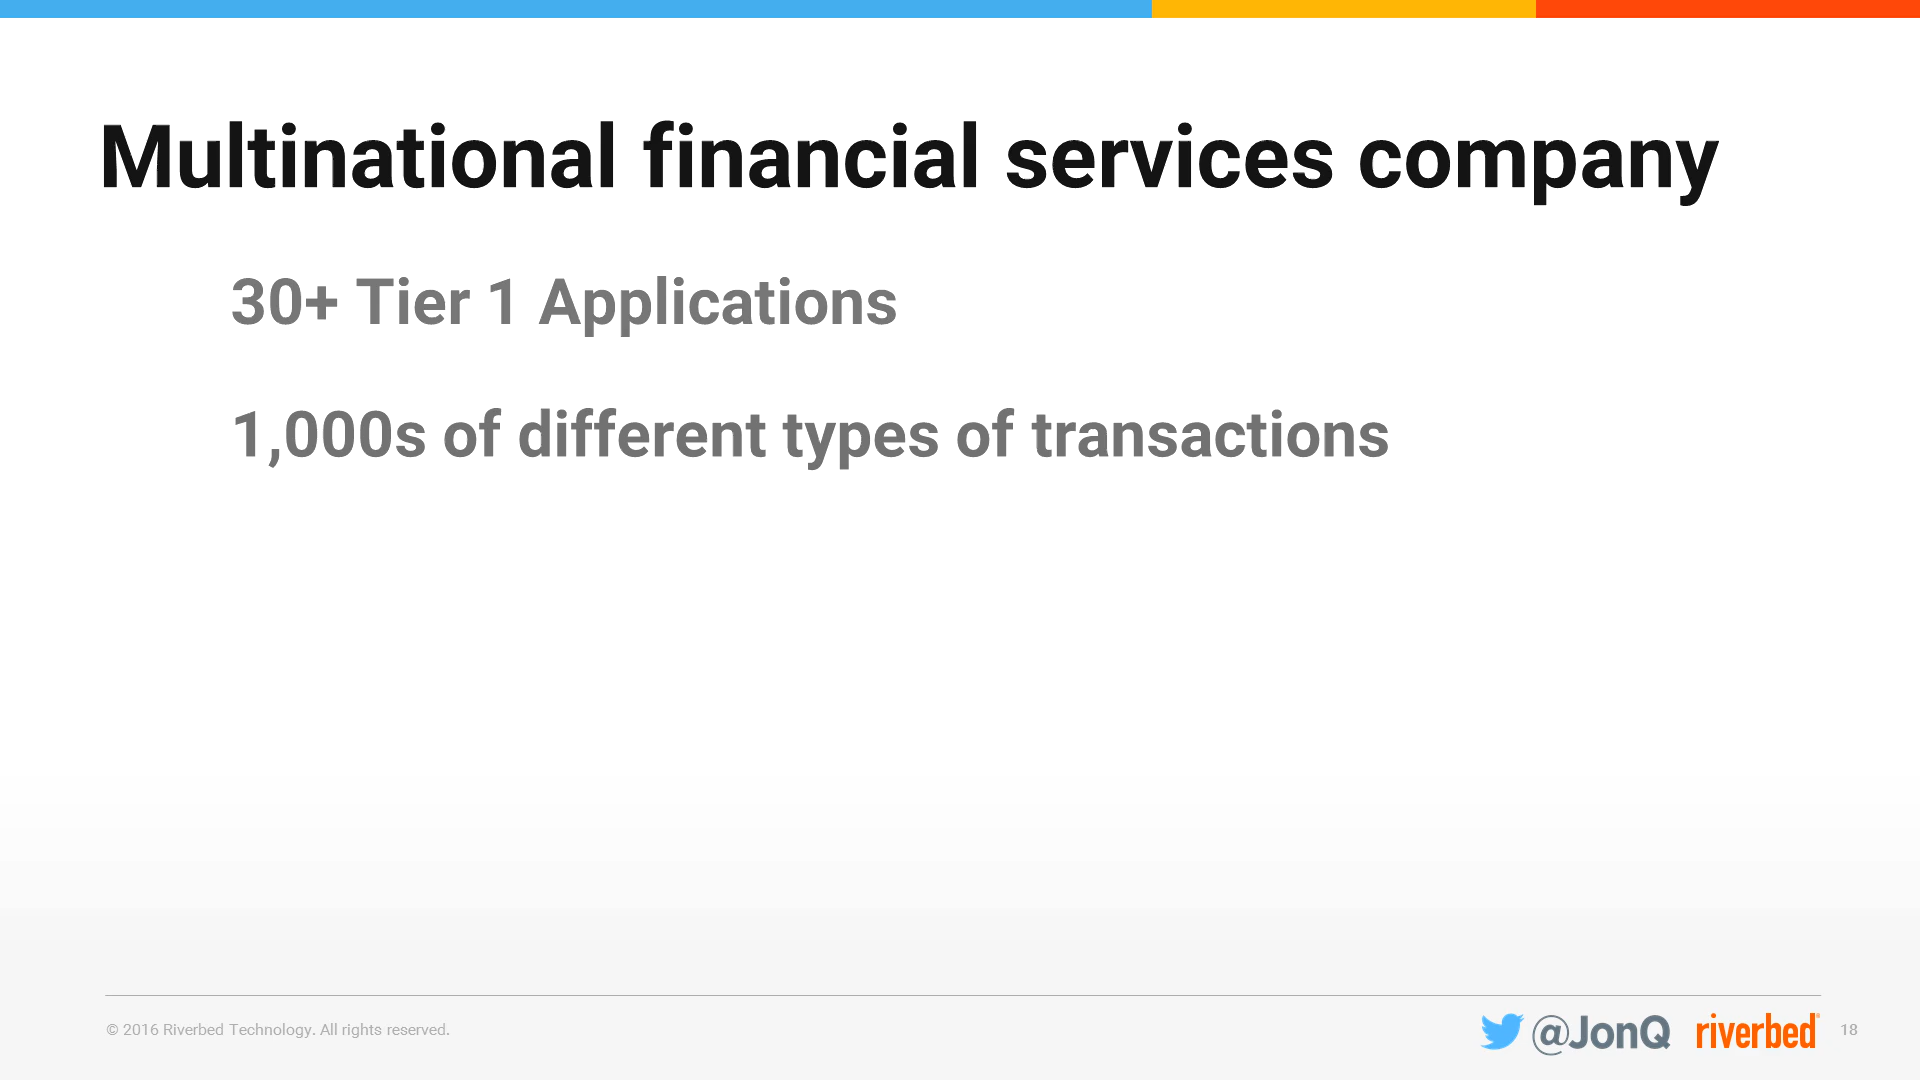 Multinational financial services company
30+ Tier 1 Applications
1,000s of different types of transactions
© 2016 Riverbed Technology. All rights reserved.
@JonQ
riverbed®
18